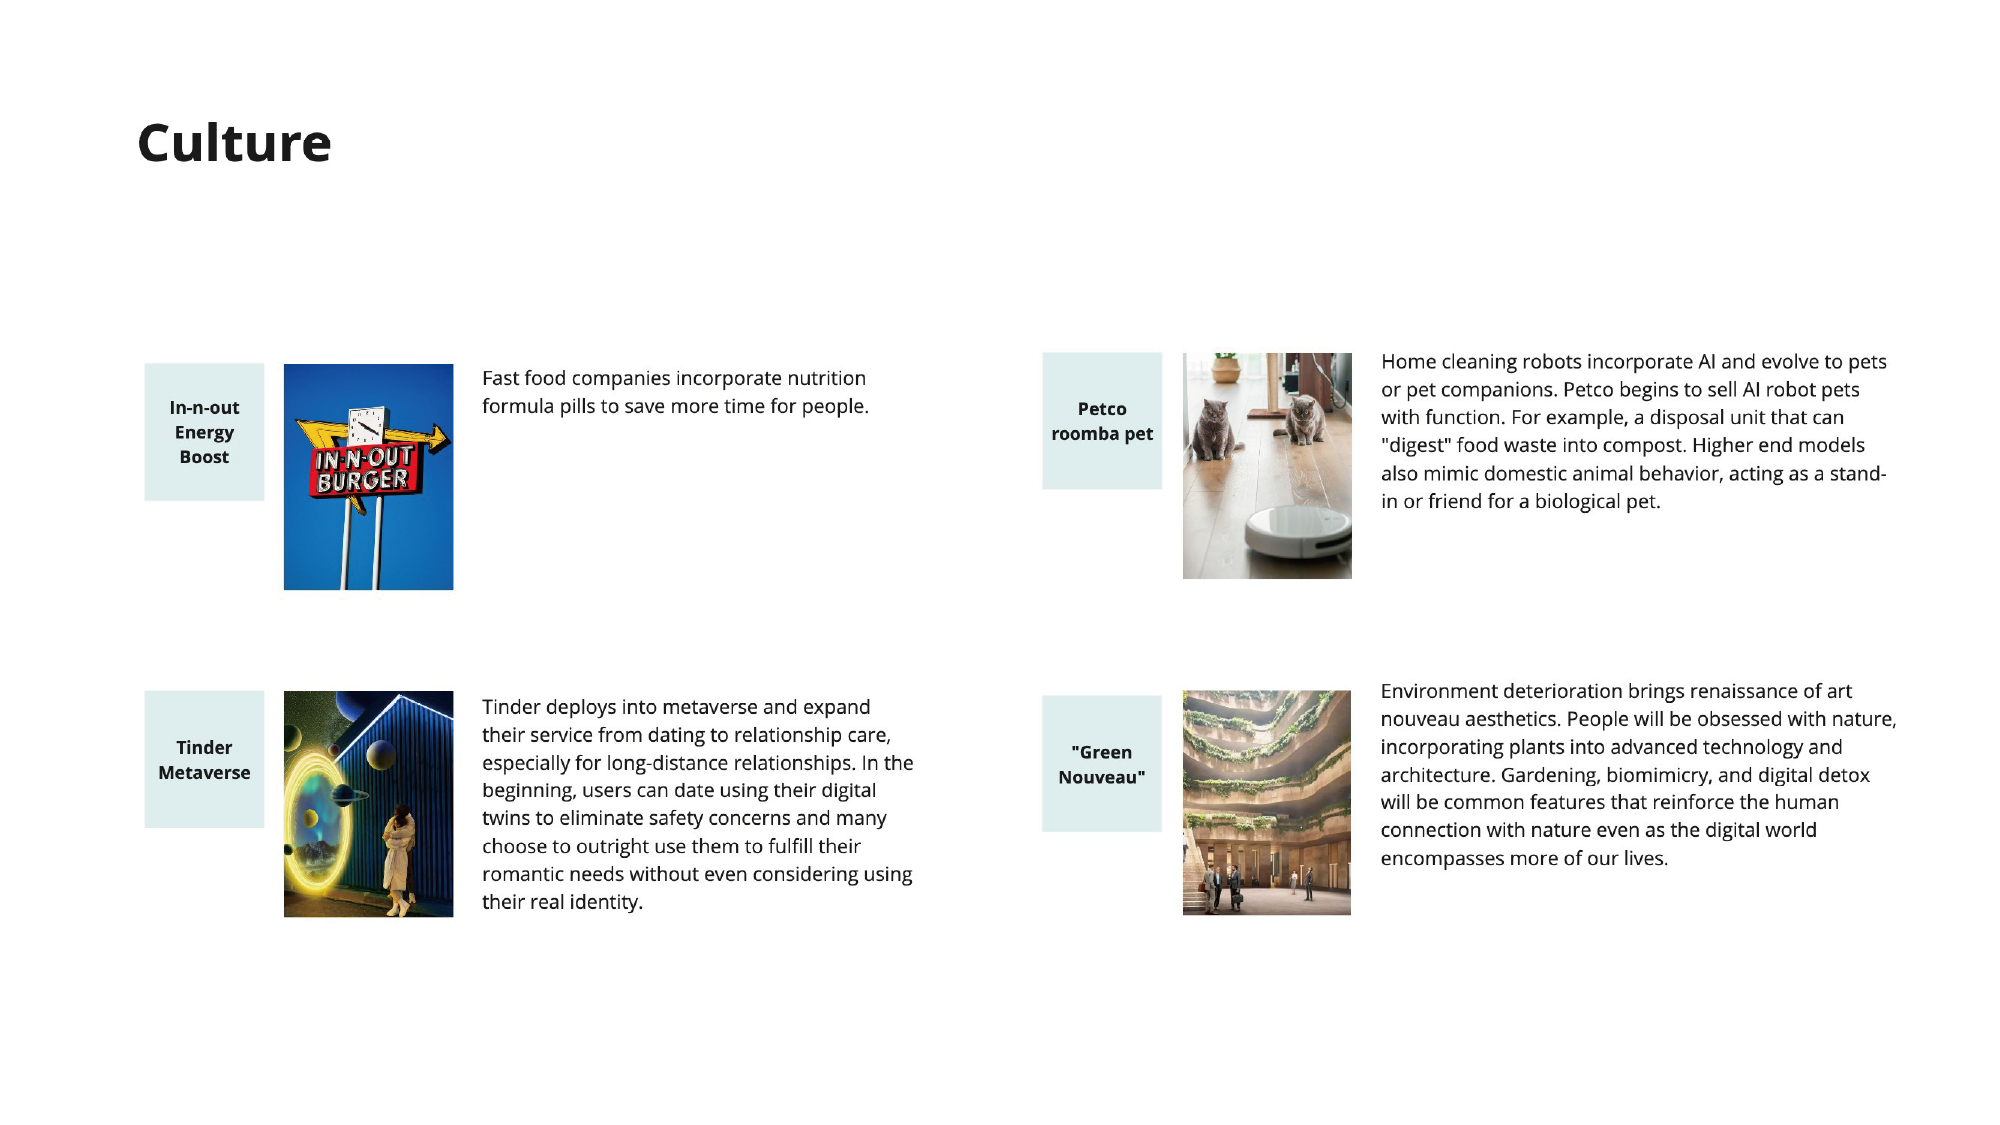 Culture
In-n-out
Energy
Boost
IN-N-OUT
BURGER
Fast food companies incorporate nutrition
formula pills to save more time for people.
Petco
roomba pet
Home cleaning robots incorporate AI and evolve to pets
or pet companions. Petco begins to sell AI robot pets
with function. For example, a disposal unit that can
"digest" food waste into compost. Higher end models
also mimic domestic animal behavior, acting as a stand-
in or friend for a biological pet.
Tinder
Metaverse
Tinder deploys into metaverse and expand
their service from dating to relationship care,
especially for long-distance relationships. In the
beginning, users can date using their digital
twins to eliminate safety concerns and many
choose to outright use them to fulfill their
romantic needs without even considering using
their real identity.
"Green
Nouveau"
Environment deterioration brings renaissance of art
nouveau aesthetics. People will be obsessed with nature,
incorporating plants into advanced technology and
architecture. Gardening, biomimicry, and digital detox
will be common features that reinforce the human
connection with nature even as the digital world
encompasses more of our lives.